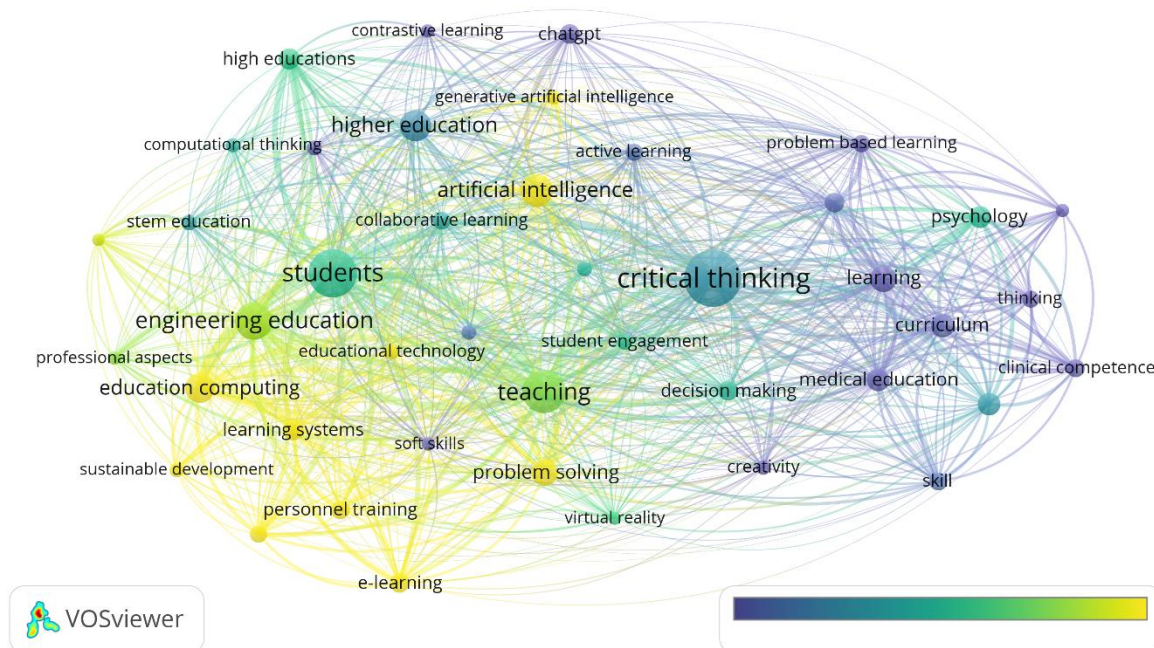 contrastive learning
chatgpt
high educations
generative artificial intelligence
higher education
computational thinking
active learning
problem based learning
artificial intelligence
stem education
collaborative learning
psychology
students
critical thinking
learning
thinking
engineering education
curriculum
student engagement
professional aspects
educational technology
clinical competence
education computing
teaching
decision making
medical education
learning systems
soft skills
sustainable development
problem solving
creativity
skill
personnel training
virtual reality
e-learning
VOSviewer